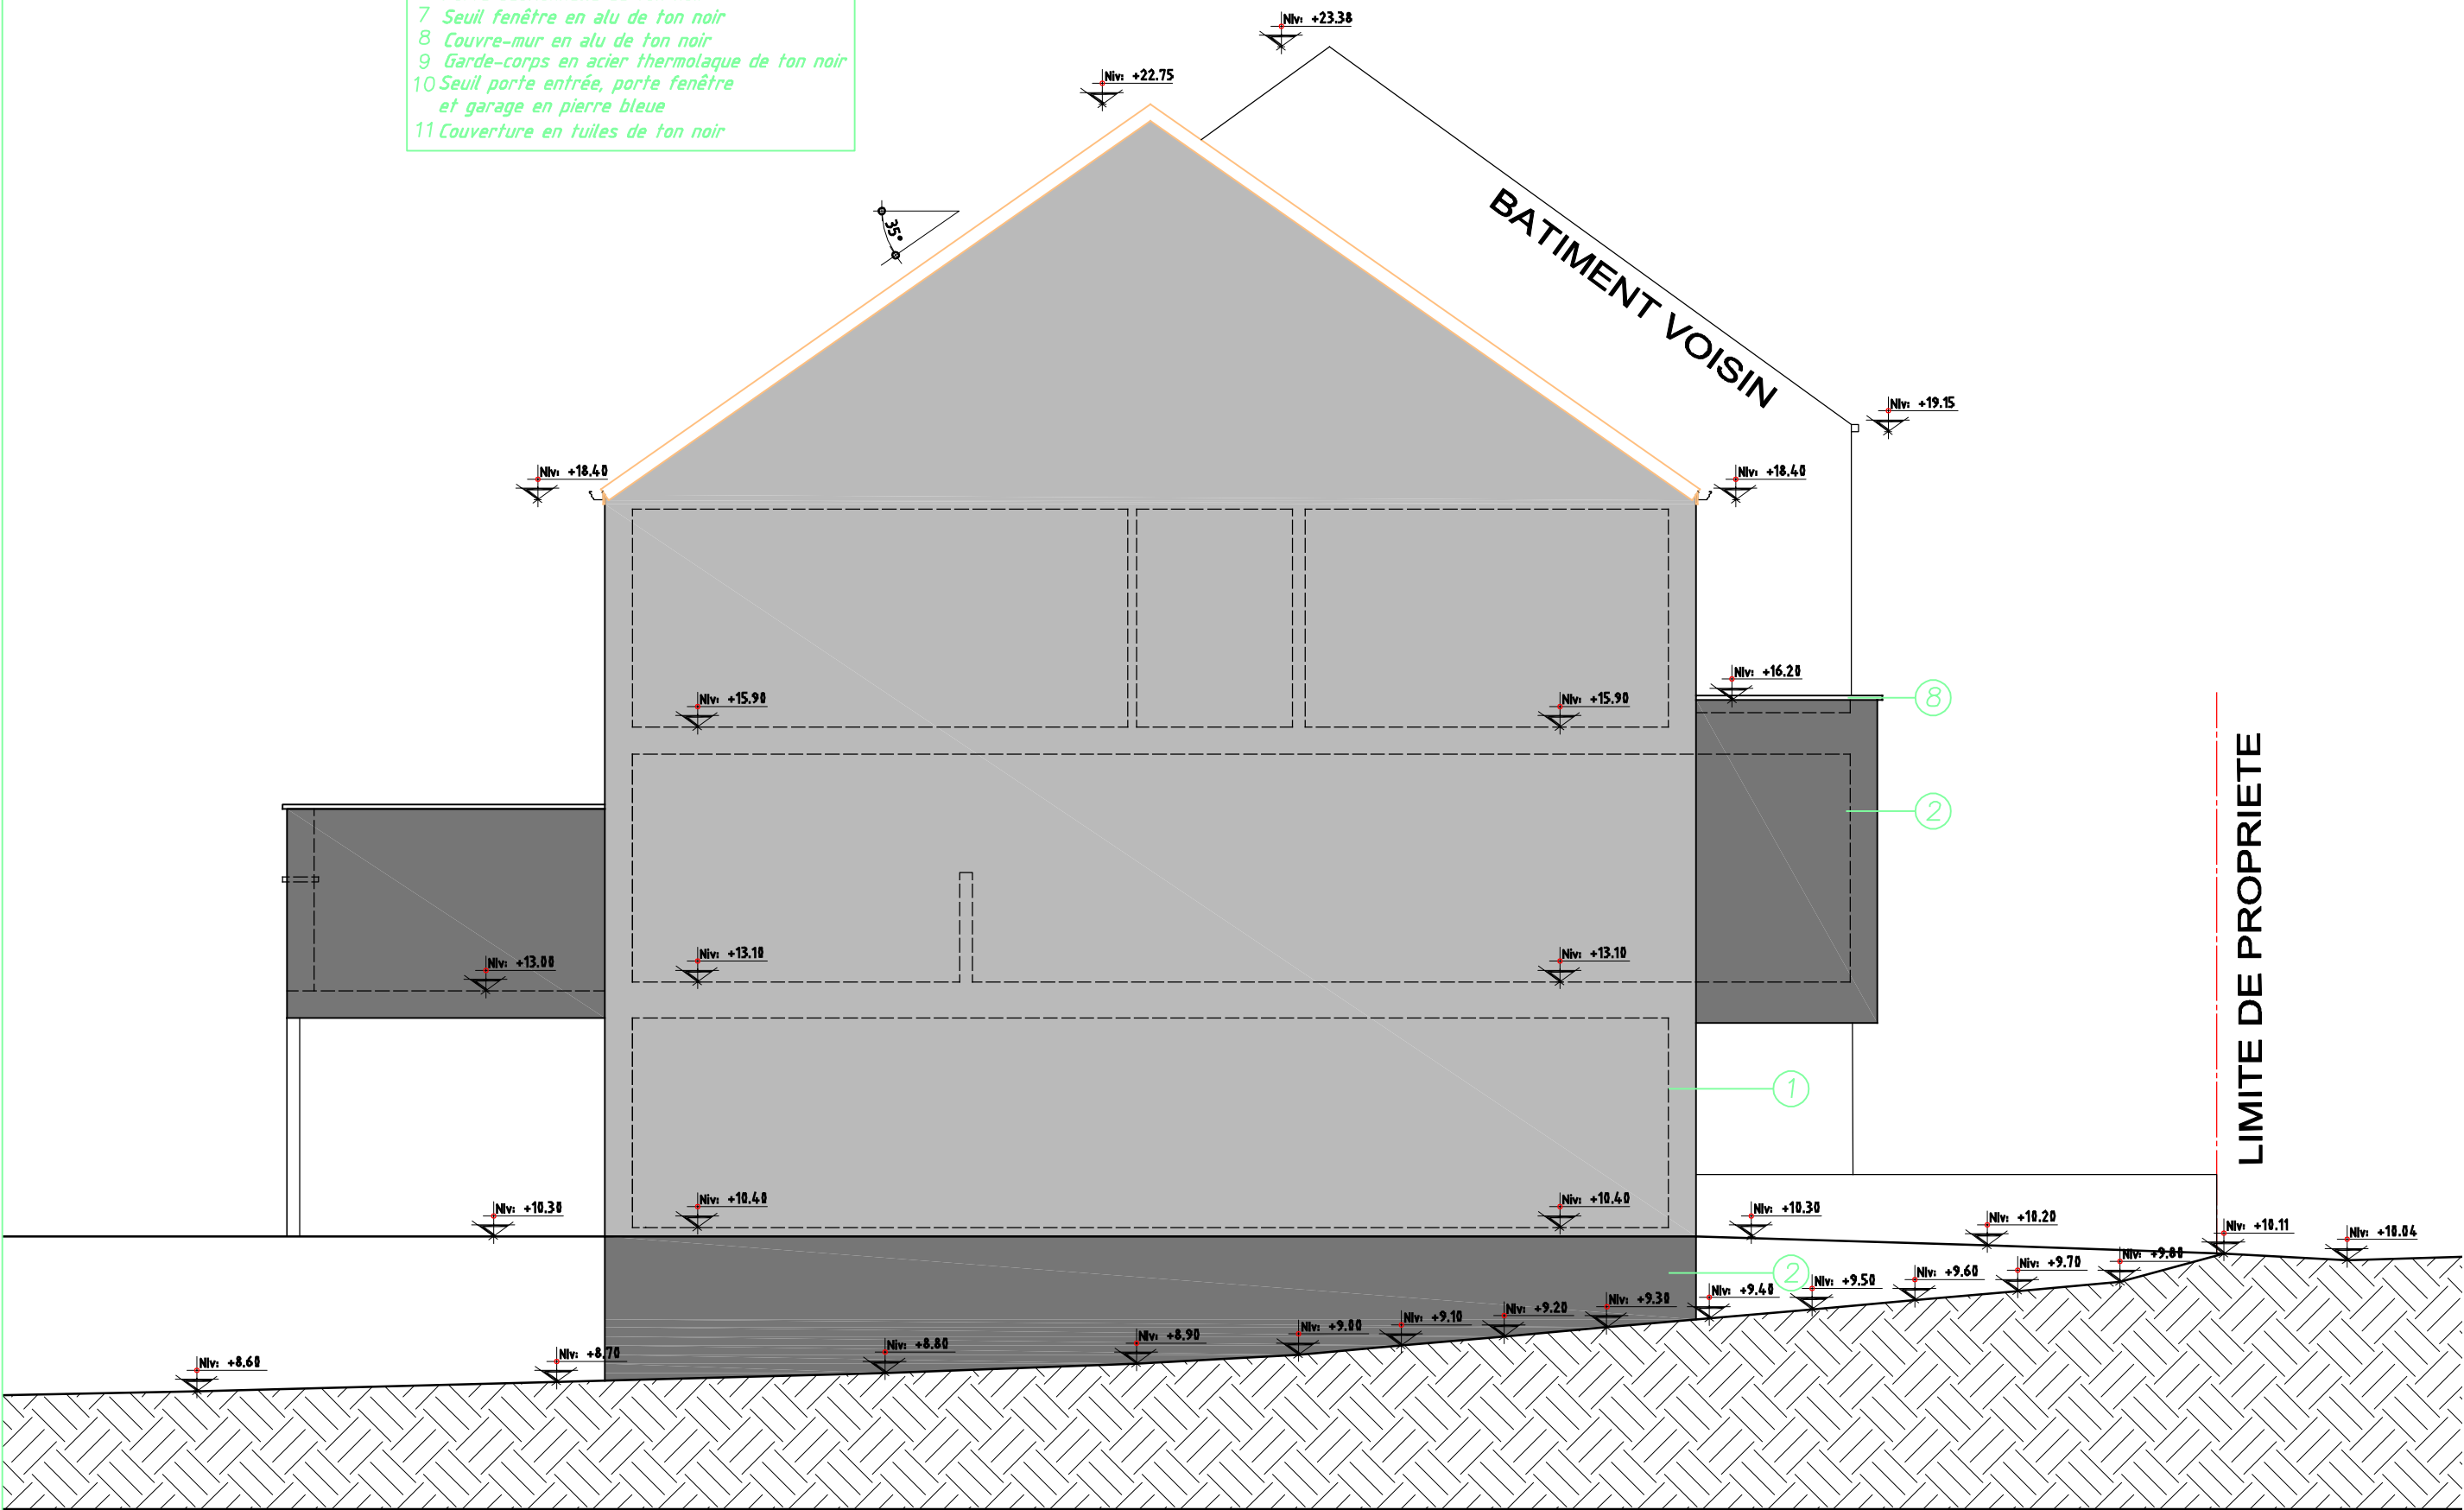 7 Seuil fenêtre en alu de ton noir
8 Couvre-mur en alu de ton noir
9 Garde-corps en acier thermolaque de ton noir
10 Seuil porte entrée, porte fenêtre
et garage en pierre bleue
11 Couverture en tuiles de ton noir
Niv: +23.38
Niv: +22.75
35°
BATIMENT VOISIN
Niv: +19.15
Niv: +18.40
Niv: +18.40
Niv: +16.20
8
Niv: +15.90
Niv: +15.90
2
LIMITE DE PROPRIETE
Niv: +13.00
Niv: +13.10
Niv: +13.10
1
Niv: +10.30
Niv: +10.40
Niv: +10.40
Niv: +10.30
Niv: +10.20
Niv: +10.11
Niv: +10.04
2
Niv: +8.60
Niv: +8.70
Niv: +8.80
Niv: +8.90
Niv: +9.00
Niv: +9.10
Niv: +9.20
Niv: +9.30
Niv: +9.40
Niv: +9.50
Niv: +9.60
Niv: +9.70
Niv: +9.80